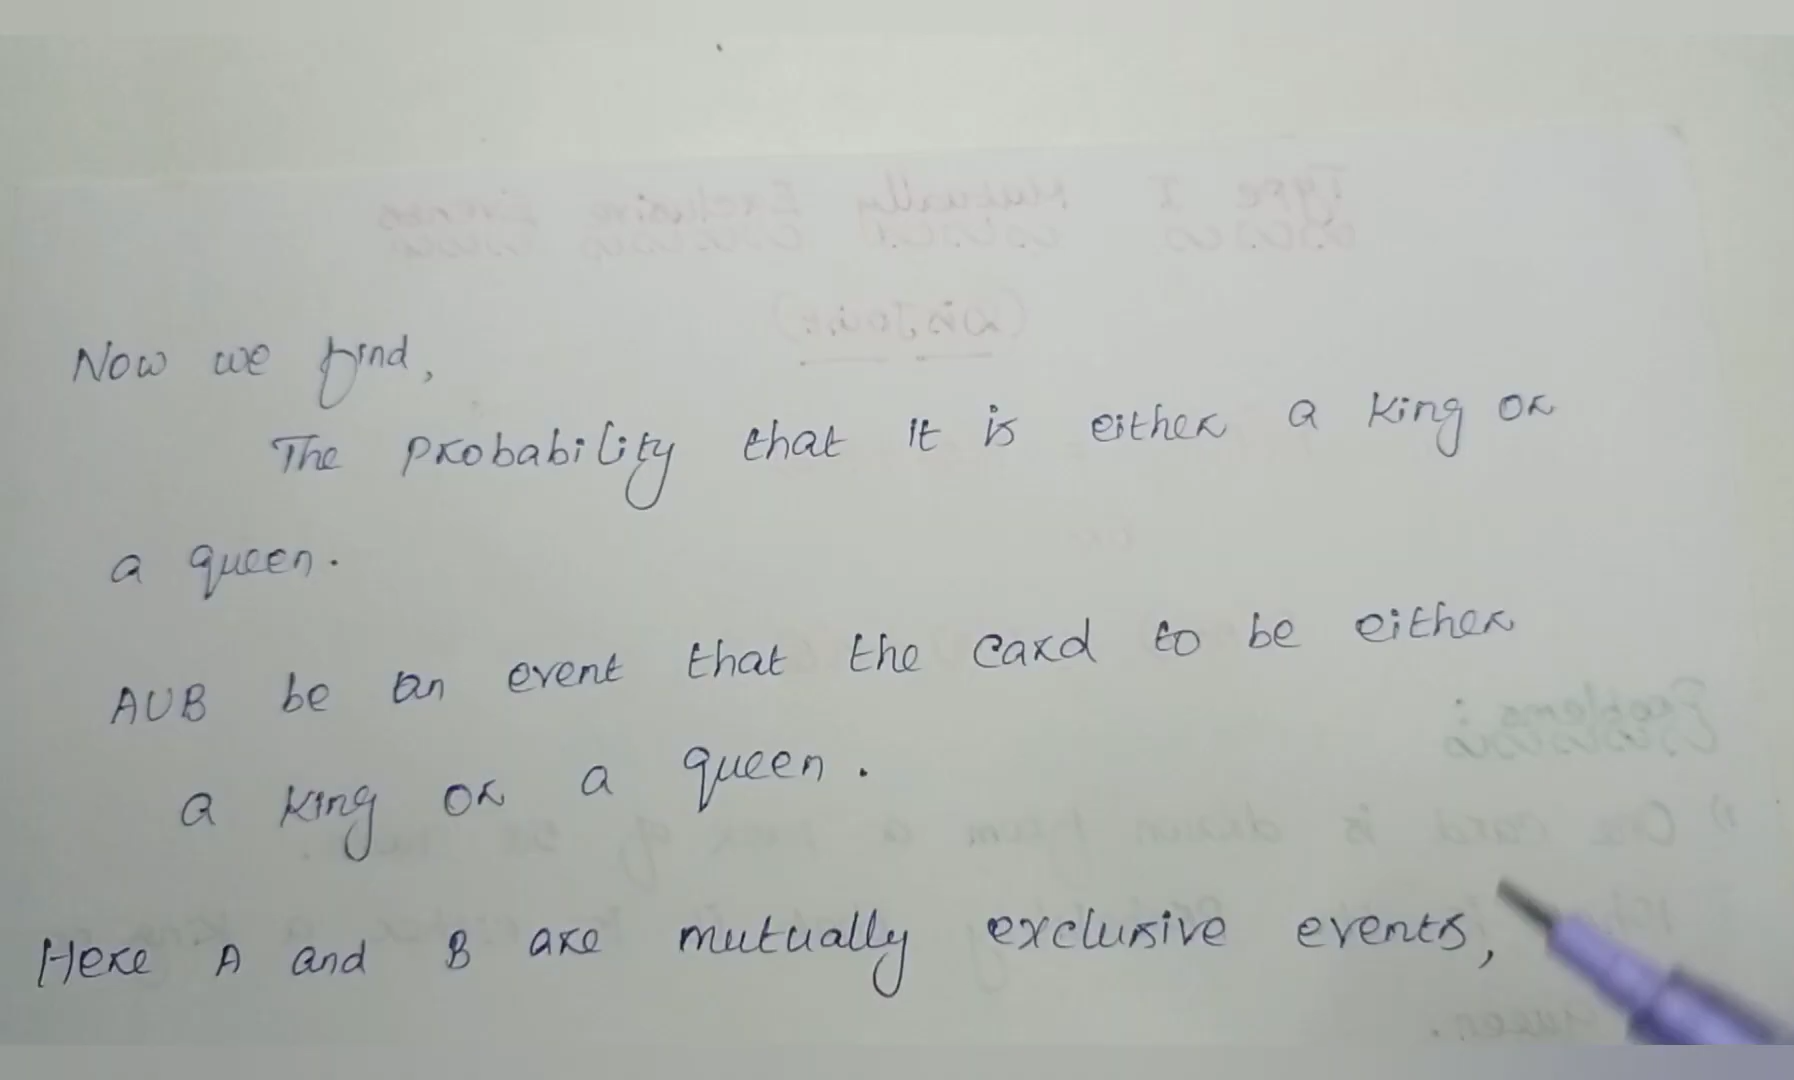 Now we find,
The probability that it is either a king or
a queen.
AUB be an event that the card to be either
a king or a queen.
Here A and B are mutually exclusive events,